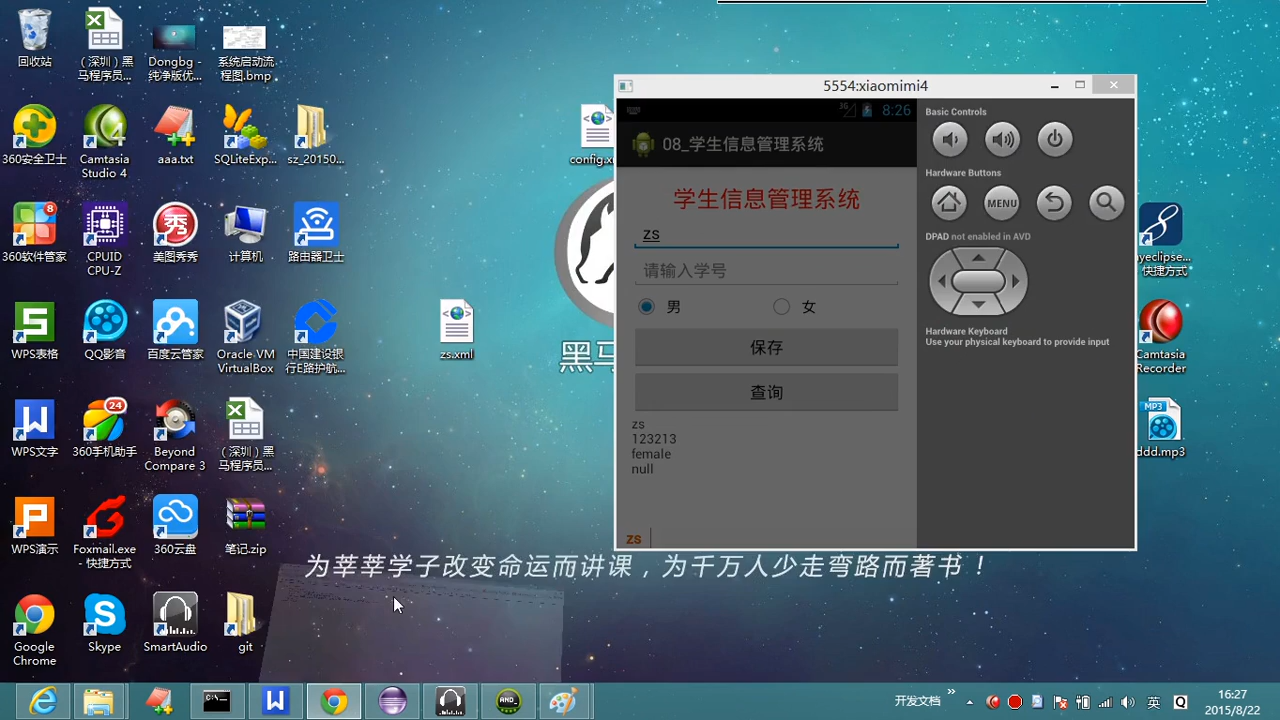 回收站
（深圳）黑
马程序员...
Dongbg -
纯净版优...
系统启动流
程图.bmp
360安全卫士
Camtasia
Studio 4
aaa.txt
SQLiteExp...
sz_20150...
360软件管家
8
CPUID
CPU-Z
美图秀秀
计算机
路由器卫士
WPS表格
QQ影音
百度云管家
Oracle VM
VirtualBox
中国建设银
行E路护航...
WPS文字
24
360手机助手
Beyond
Compare 3
（深圳）黑
马程序员...
WPS演示
Foxmail.exe
- 快捷方式
360云盘
笔记.zip
Google
Chrome
Skype
SmartAudio
git
zs.xml
config.x
黑马
5554:xiaomimi4
3G
8:26
08_学生信息管理系统
学生信息管理系统
zs
请输入学号
男
女
保存
查询
zs
123213
female
null
zs
Basic Controls
Hardware Buttons
MENU
DPAD not enabled in AVD
Hardware Keyboard
Use your physical keyboard to provide input
yeclipse...
快捷方式
Camtasia
Recorder
MP3
ddd.mp3
为莘莘学子改变命运而讲课，为千万人少走弯路而著书！
开发文档
英
16:27
2015/8/22